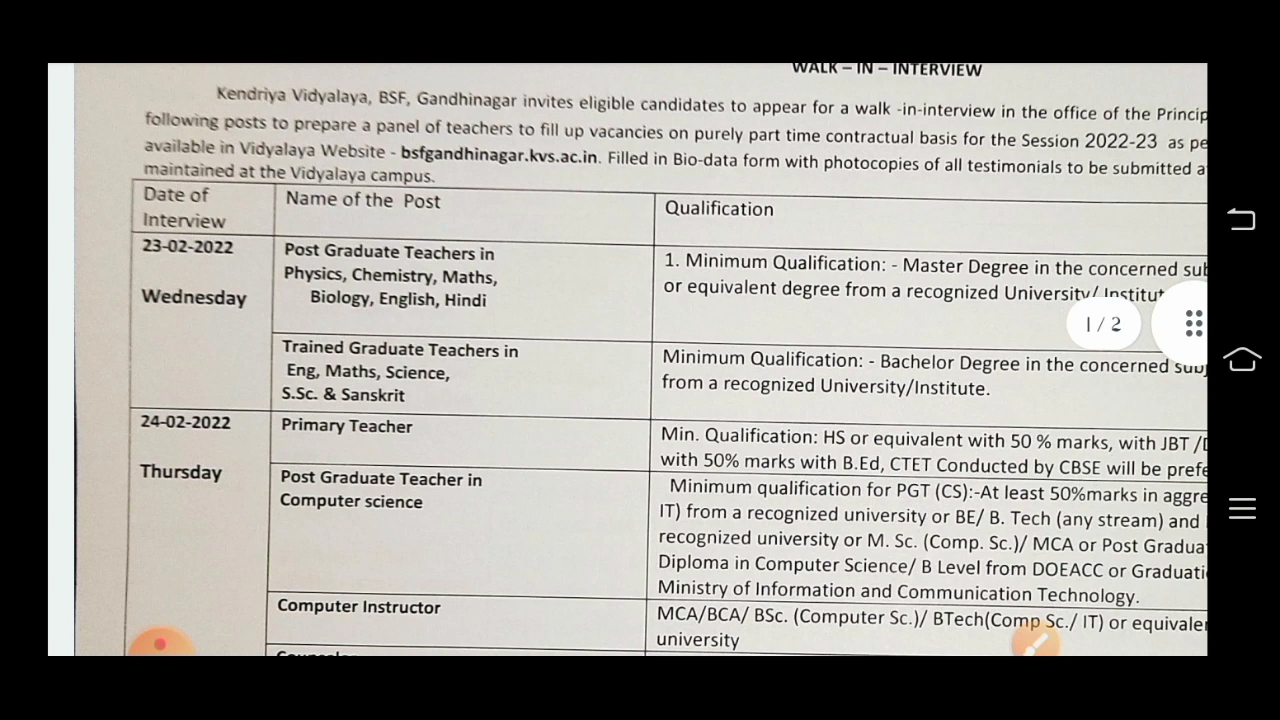 WALK – IN – INTERVIEW
Kendriya Vidyalaya, BSF, Gandhinagar invites eligible candidates to appear for a walk -in-interview in the office of the Princip
following posts to prepare a panel of teachers to fill up vacancies on purely part time contractual basis for the Session 2022-23 as pe
available in Vidyalaya Website - bsfgandhinagar.kvs.ac.in. Filled in Bio-data form with photocopies of all testimonials to be submitted a
maintained at the Vidyalaya campus.
Date of
Interview
Name of the Post
Qualification
23-02-2022
Wednesday
Post Graduate Teachers in
Physics, Chemistry, Maths,
Biology, English, Hindi
1. Minimum Qualification: - Master Degree in the concerned sub
or equivalent degree from a recognized University/ Institut
1 / 2
Trained Graduate Teachers in
Eng, Maths, Science,
S.Sc. & Sanskrit
Minimum Qualification: - Bachelor Degree in the concerned subj
from a recognized University/Institute.
24-02-2022
Thursday
Primary Teacher
Min. Qualification: HS or equivalent with 50 % marks, with JBT /D
with 50% marks with B.Ed, CTET Conducted by CBSE will be prefe
Post Graduate Teacher in
Computer science
Minimum qualification for PGT (CS):-At least 50%marks in aggre
IT) from a recognized university or BE/ B. Tech (any stream) and
recognized university or M. Sc. (Comp. Sc.)/ MCA or Post Gradua
Diploma in Computer Science/ B Level from DOEACC or Graduati
Ministry of Information and Communication Technology.
Computer Instructor
MCA/BCA/ BSc. (Computer Sc.)/ BTech(Comp Sc./ IT) or equivaler
university